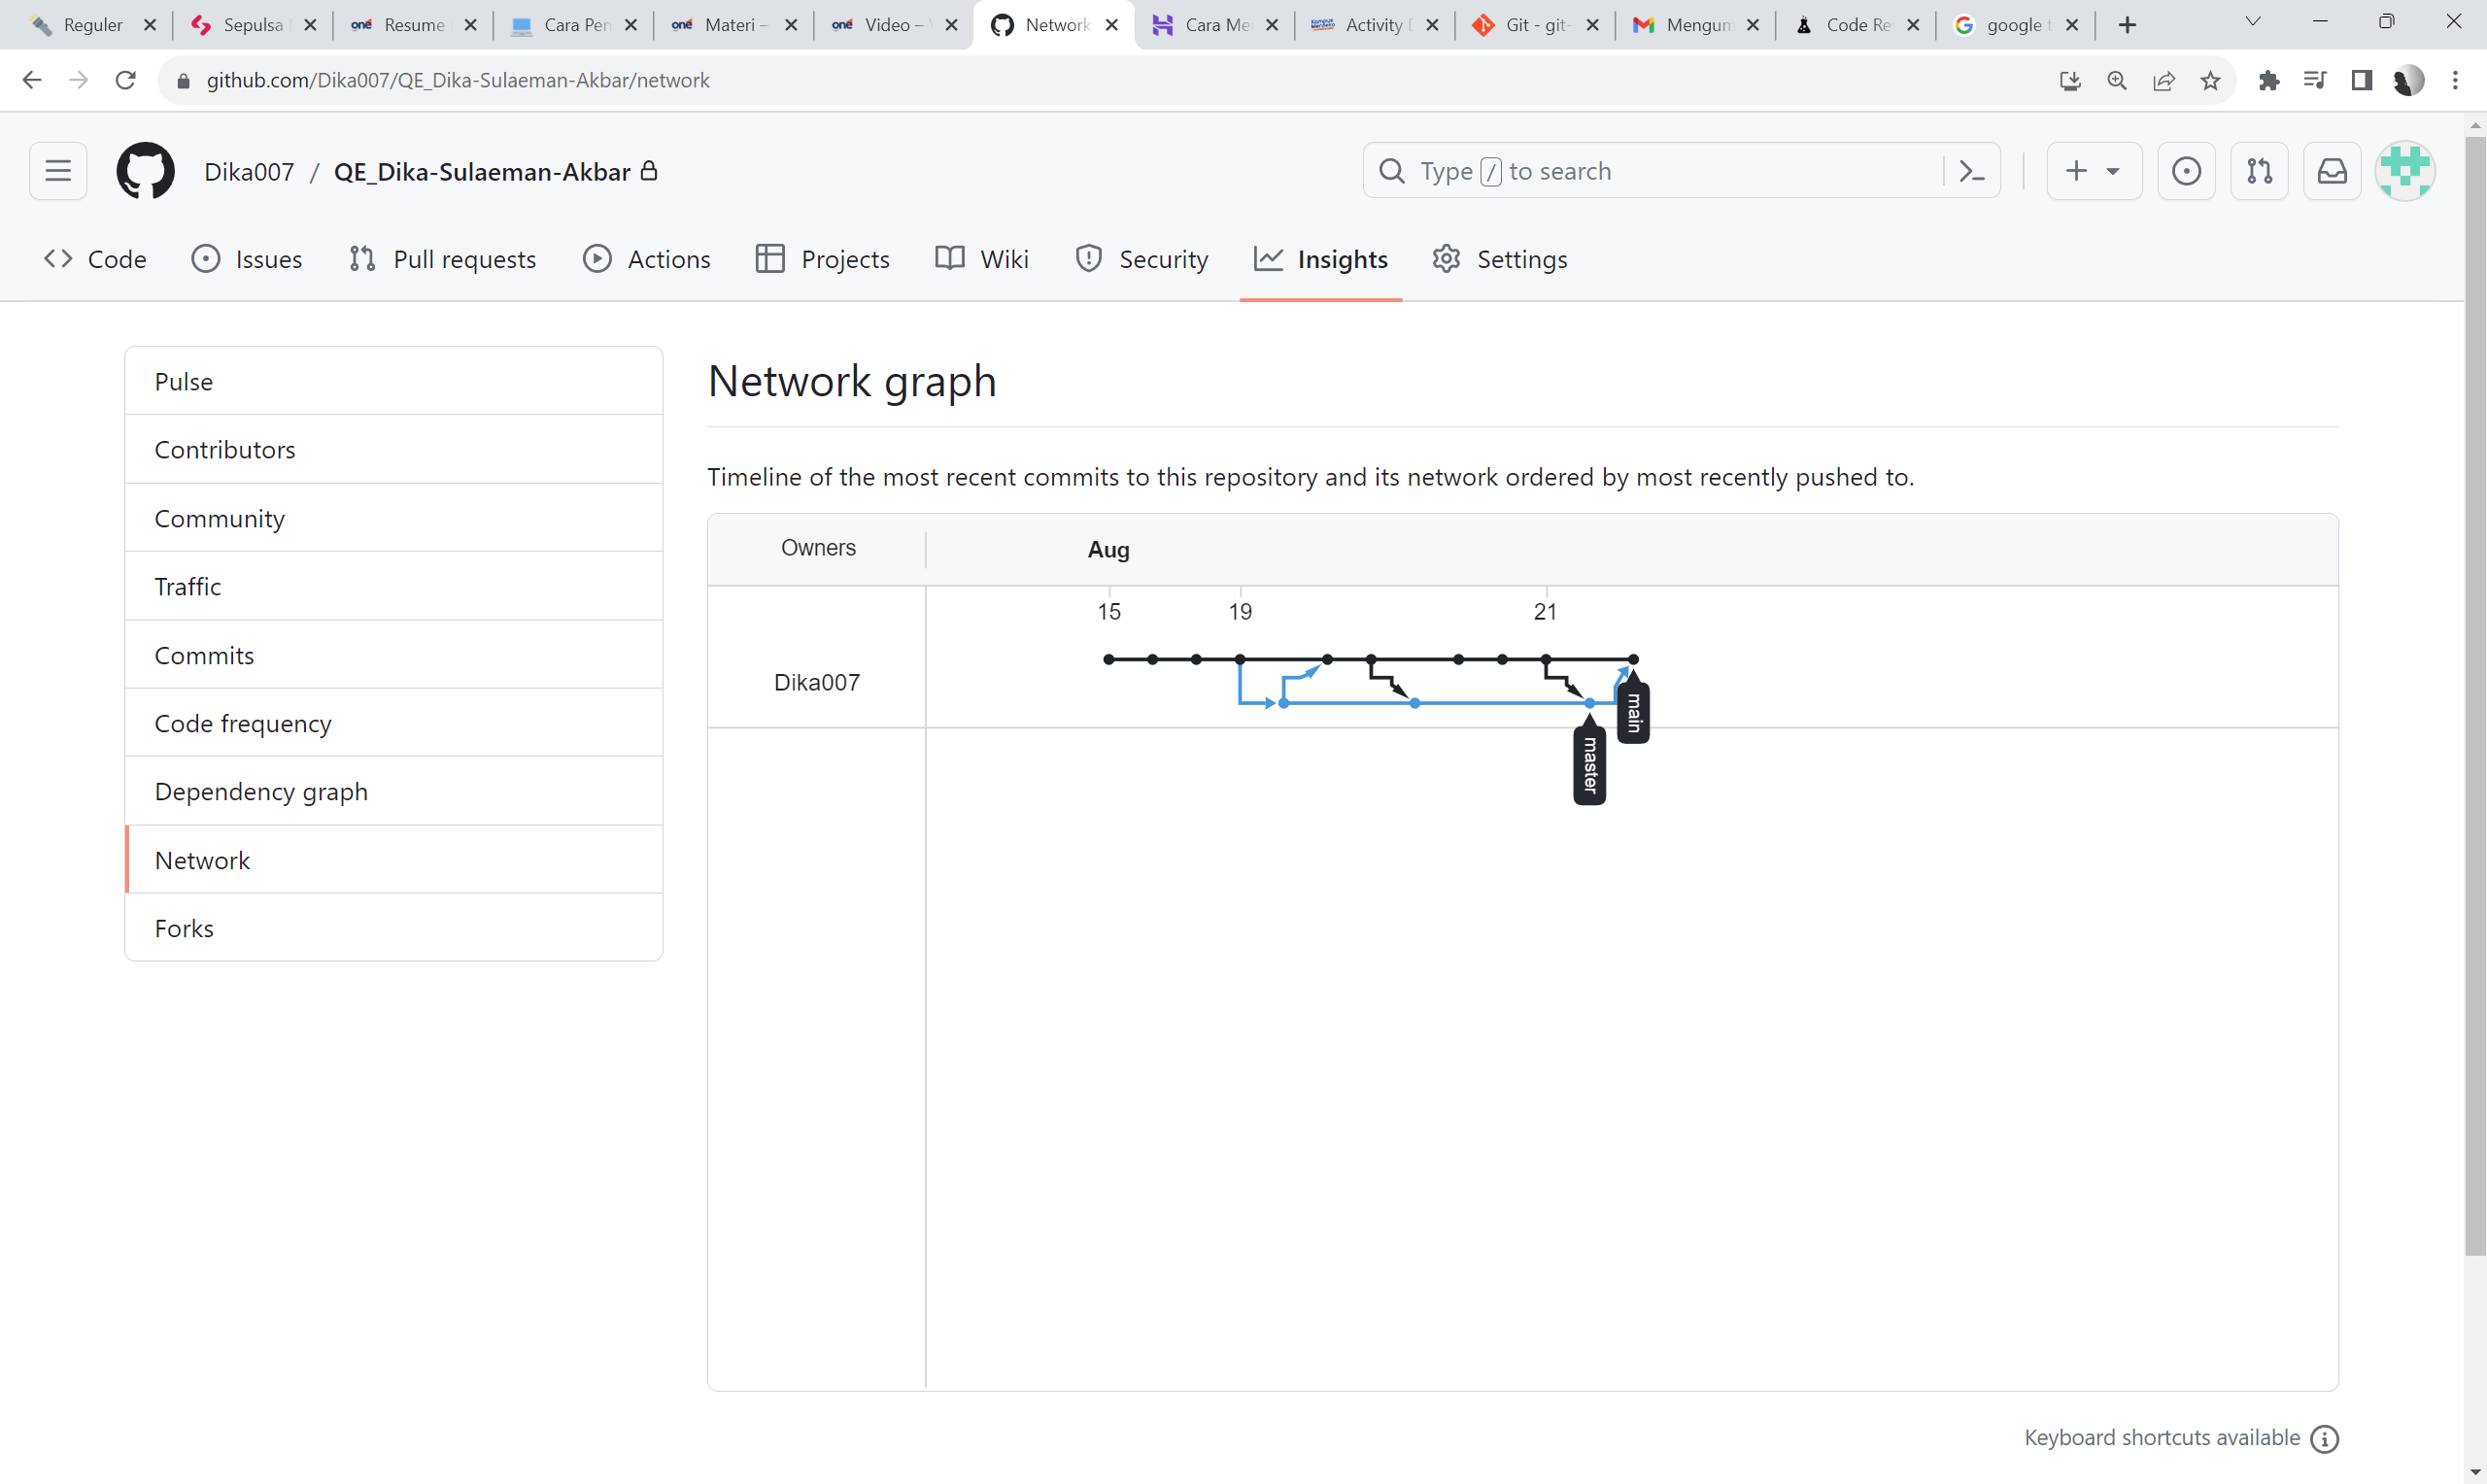 Reguler
Sepulsa
Resume
Cara Pen
Materi –
Video –
Network
Cara Me
Activity
Git - git-
Mengum
Code Re
google t
github.com/Dika007/QE_Dika-Sulaeman-Akbar/network
Dika007 / QE_Dika-Sulaeman-Akbar
Type / to search
Code
Issues
Pull requests
Actions
Projects
Wiki
Security
Insights
Settings
Pulse
Contributors
Community
Traffic
Commits
Code frequency
Dependency graph
Network
Forks
Network graph
Timeline of the most recent commits to this repository and its network ordered by most recently pushed to.
Owners
Aug
15
19
21
Dika007
main
master
Keyboard shortcuts available